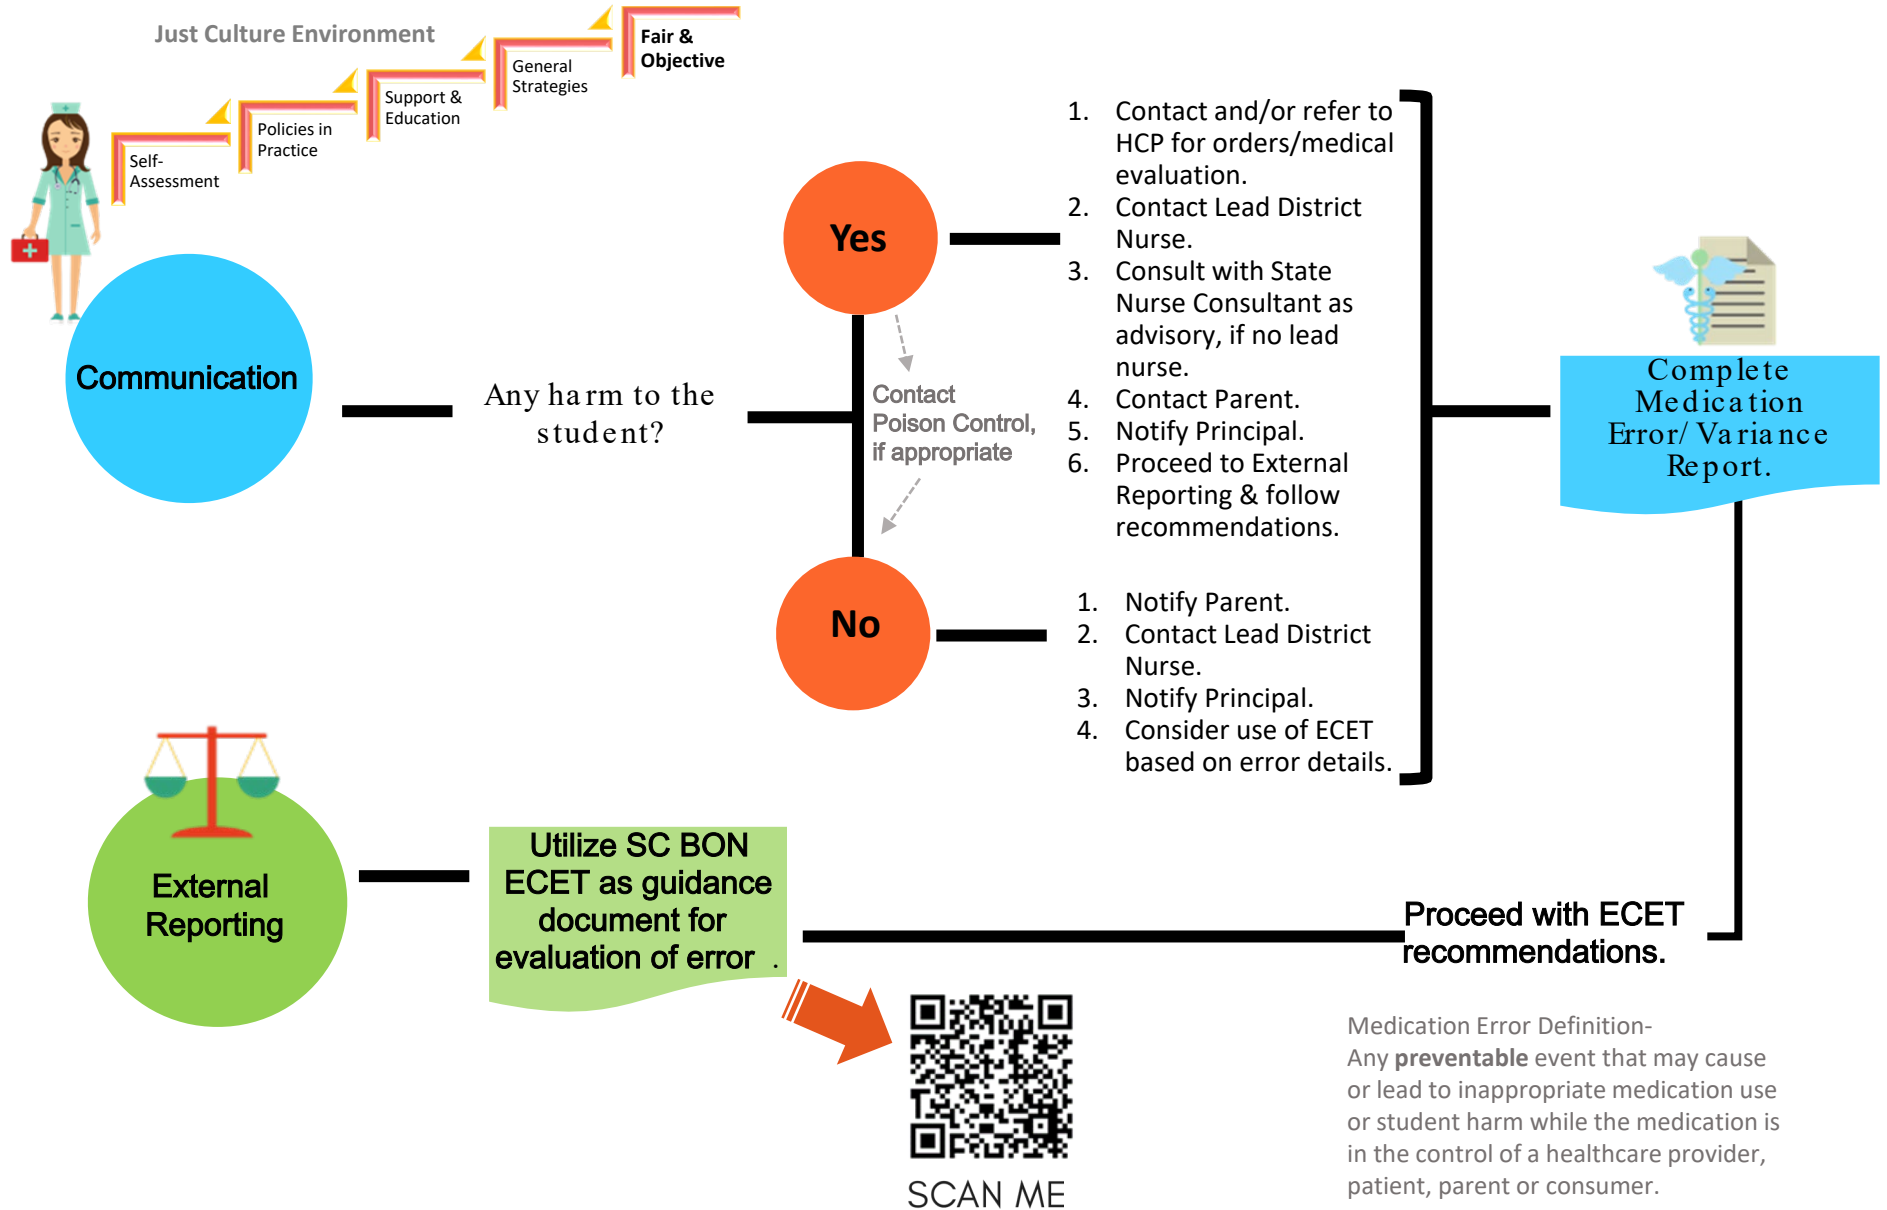 Just Culture Environment
Self-
Assessment
Policies in
Practice
Support &
Education
General
Strategies
Fair &
Objective
Communication
Any harm to the
student?
Yes
Contact
Poison Control,
if appropriate
No
1. Contact and/or refer to
HCP for orders/medical
evaluation.
2. Contact Lead District
Nurse.
3. Consult with State
Nurse Consultant as
advisory, if no lead
nurse.
4. Contact Parent.
5. Notify Principal.
6. Proceed to External
Reporting & follow
recommendations.
1. Notify Parent.
2. Contact Lead District
Nurse.
3. Notify Principal.
4. Consider use of ECET
based on error details.
Complete
Medication
Error/Variance
Report.
External
Reporting
Utilize SC BON
ECET as guidance
document for
evaluation of error .
Proceed with ECET
recommendations.
SCAN ME
Medication Error Definition-
Any preventable event that may cause
or lead to inappropriate medication use
or student harm while the medication is
in the control of a healthcare provider,
patient, parent or consumer.